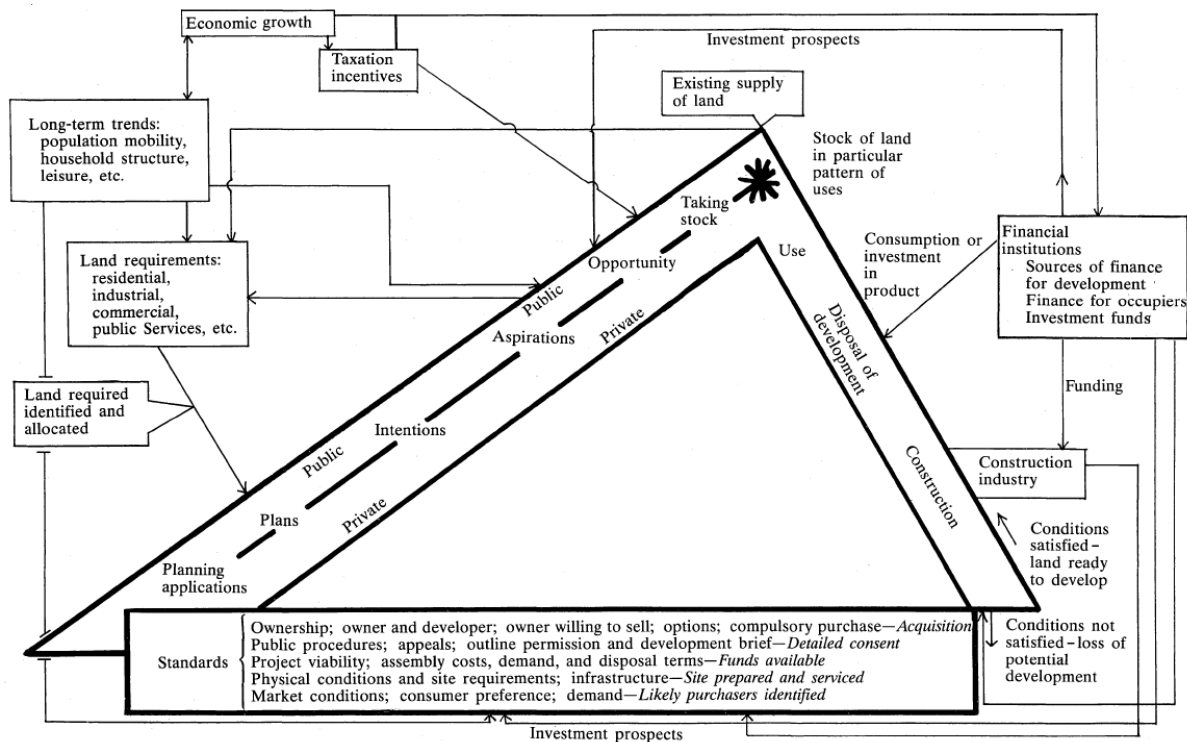 Economic growth
Taxation
incentives
Investment prospects
Existing supply
of land
Long-term trends:
population mobility,
household structure,
leisure, etc.
Stock of land
in particular
pattern of
uses
Taking
stock
Land requirements:
residential,
industrial,
commercial,
public Services, etc.
Opportunity
Use
Consumption or
investment
in
product
Financial
institutions
Sources of finance
for development
Finance for occupiers
Investment funds
Public
Aspirations
Private
Disposal of
development
Land required
identified and
allocated
Funding
Intentions
Public
Private
Construction
Construction
industry
Plans
Planning
applications
Conditions
satisfied–
land ready
to develop
Standards
Ownership; owner and developer; owner willing to sell; options; compulsory purchase—Acquisition
Public procedures; appeals; outline permission and development brief—Detailed consent
Project viability; assembly costs, demand, and disposal terms—Funds available
Physical conditions and site requirements; infrastructure—Site prepared and serviced
Market conditions; consumer preference; demand—Likely purchasers identified
Conditions not
satisfied–loss of
potential
development
Investment prospects